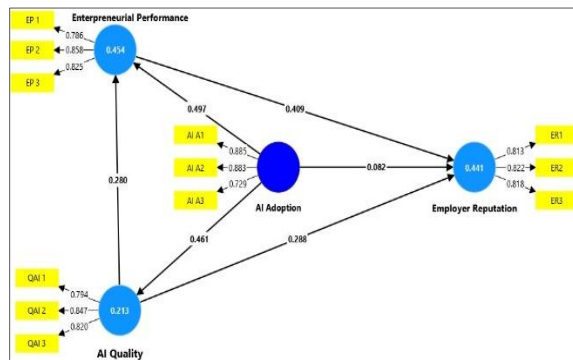 Enterpreneurial Performance
EP 1
0.786
EP 2
0.858
0.454
EP 3
0.825
0.497
0.409
AI A1
0.885
ER1
0.813
AI A2
0.883
0.082
0.441
0.822
ER2
0.280
AI A3
0.729
0.818
ER3
AI Adoption
Employer Reputation
0.461
0.288
QAI 1
0.794
QAI 2
0.847
0.213
0.820
QAI 3
AI Quality